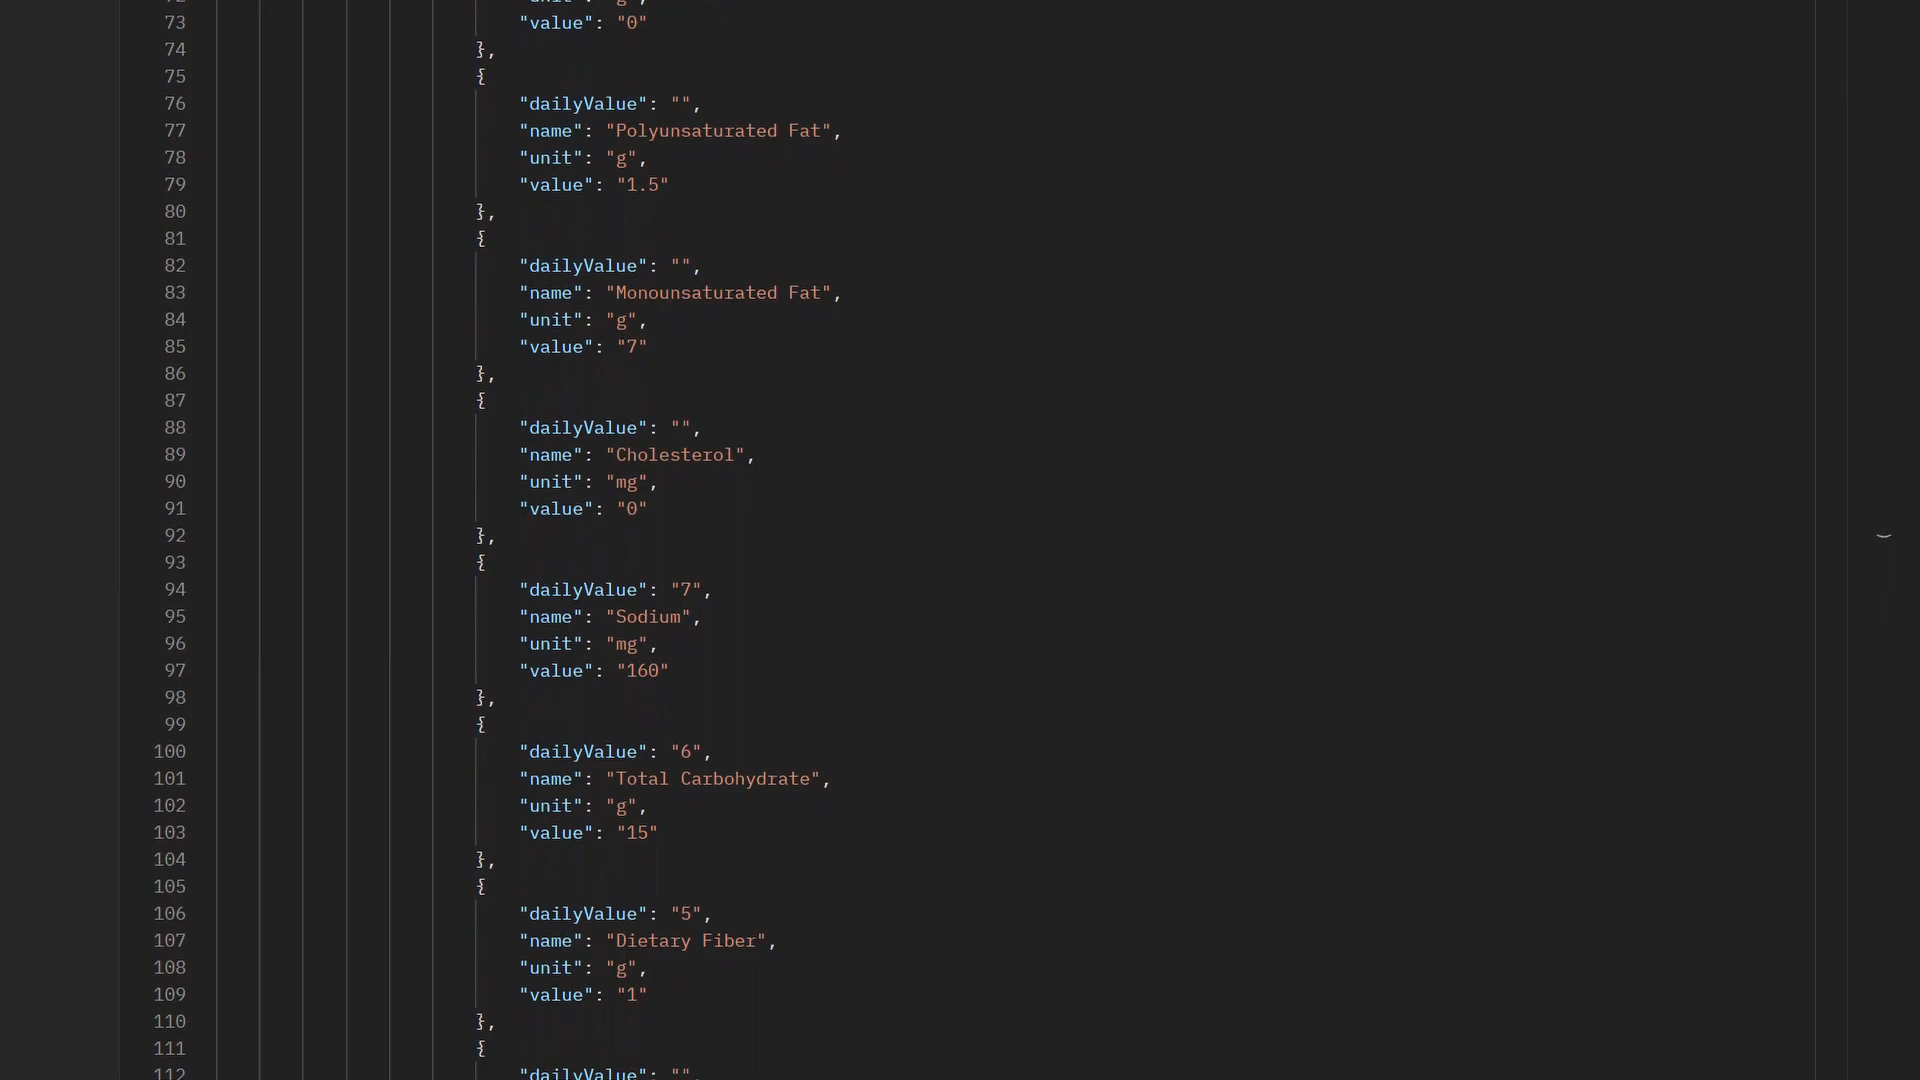 72 "unit": "g",
73 "value": "0"
74 },
75 {
76 "dailyValue": "",
77 "name": "Polyunsaturated Fat",
78 "unit": "g",
79 "value": "1.5"
80 },
81 {
82 "dailyValue": "",
83 "name": "Monounsaturated Fat",
84 "unit": "g",
85 "value": "7"
86 },
87 {
88 "dailyValue": "",
89 "name": "Cholesterol",
90 "unit": "mg",
91 "value": "0"
92 },
93 {
94 "dailyValue": "7",
95 "name": "Sodium",
96 "unit": "mg",
97 "value": "160"
98 },
99 {
100 "dailyValue": "6",
101 "name": "Total Carbohydrate",
102 "unit": "g",
103 "value": "15"
104 },
105 {
106 "dailyValue": "5",
107 "name": "Dietary Fiber",
108 "unit": "g",
109 "value": "1"
110 },
111 {
112 "dailyValue": "",